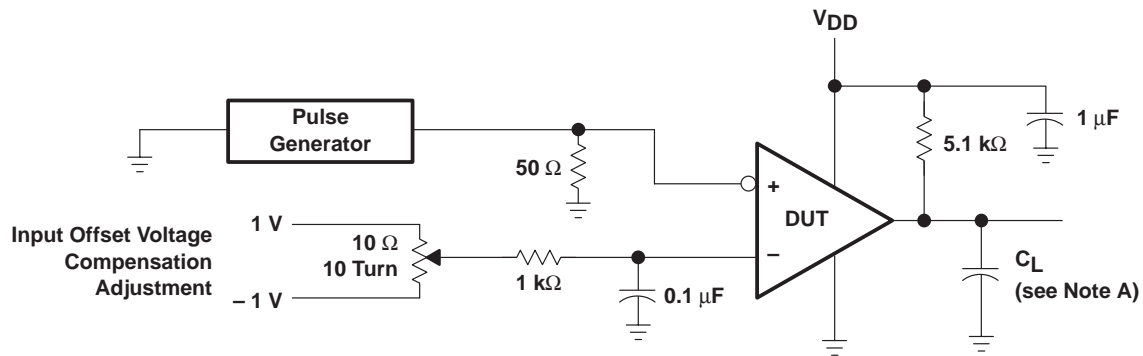 VDD
Pulse
Generator
50 Ω
1 μF
5.1 kΩ
+
DUT
−
Input Offset Voltage
Compensation
Adjustment
1 V
10 Ω
10 Turn
– 1 V
1 kΩ
0.1 μF
CL
(see Note A)